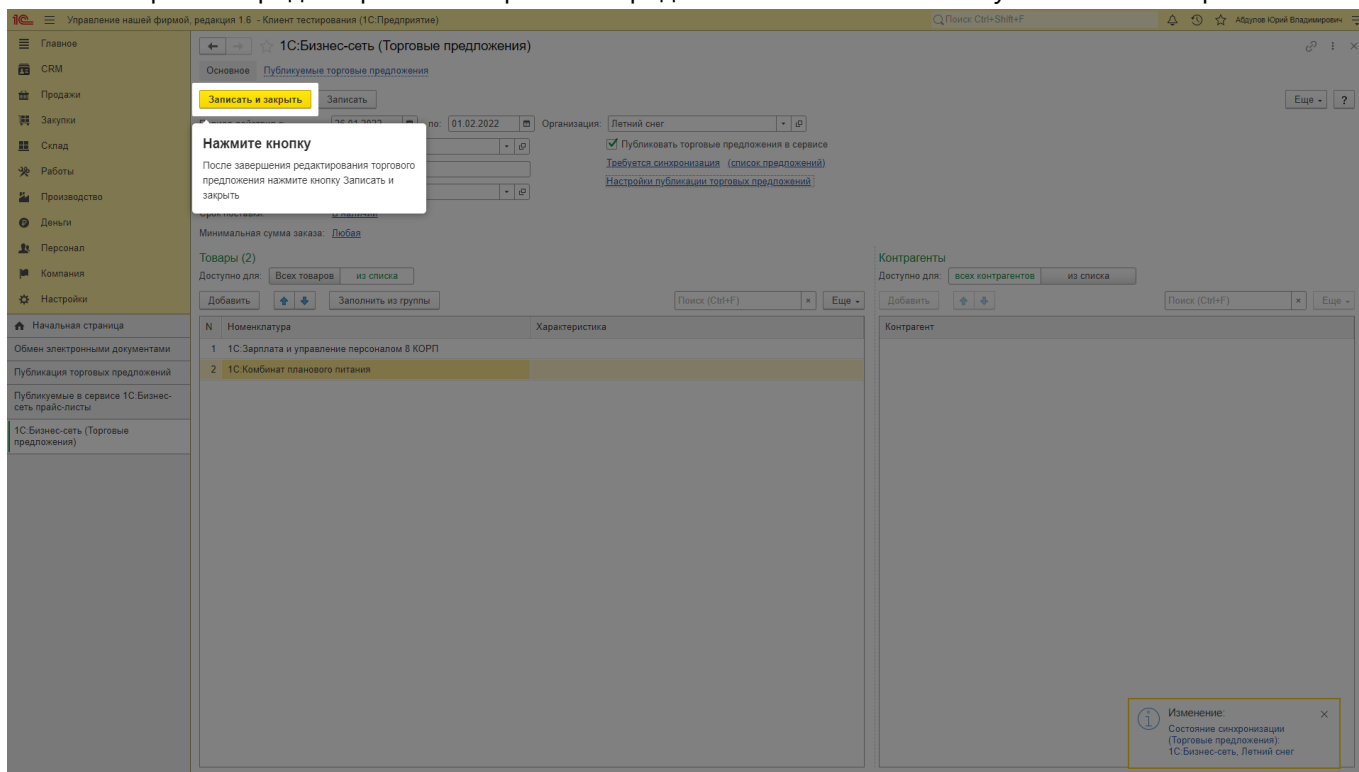 1С Управление нашей фирмой, редакция 1.6 - Клиент тестирования (1С:Предприятие)
Поиск Ctrl+Shift+F
Абдулов Юрий Владимирович
Главное
CRM
Продажи
Закупки
Склад
Работы
Производство
Деньги
Персонал
Компания
Настройки
Начальная страница
Обмен электронными документами
Публикация торговых предложений
Публикуемые в сервисе 1С:Бизнес-
сеть прайс-листы
1С:Бизнес-сеть (Торговые
предложения)
1С:Бизнес-сеть (Торговые предложения)
Основное Публикуемые торговые предложения
Записать и закрыть Записать Еще ?
по: 01.02.2022 Организация: Летний снег
Нажмите кнопку
После завершения редактирования торгового
предложения нажмите кнопку Записать и
закрыть
Публиковать торговые предложения в сервисе
Требуется синхронизация (список предложений)
Настройки публикации торговых предложений
Минимальная сумма заказа: Любая
Товары (2)
Доступно для: Всех товаров из списка
Добавить Заполнить из группы Поиск (Ctrl+F) × Еще
N Номенклатура Характеристика
1 1С:Зарплата и управление персоналом 8 КОРП
2 1С:Комбинат планового питания
Контрагенты
Доступно для: всех контрагентов из списка
Добавить Поиск (Ctrl+F) × Еще
Контрагент
Изменение:
Состояние синхронизации
(Торговые предложения):
1С:Бизнес-сеть, Летний снег